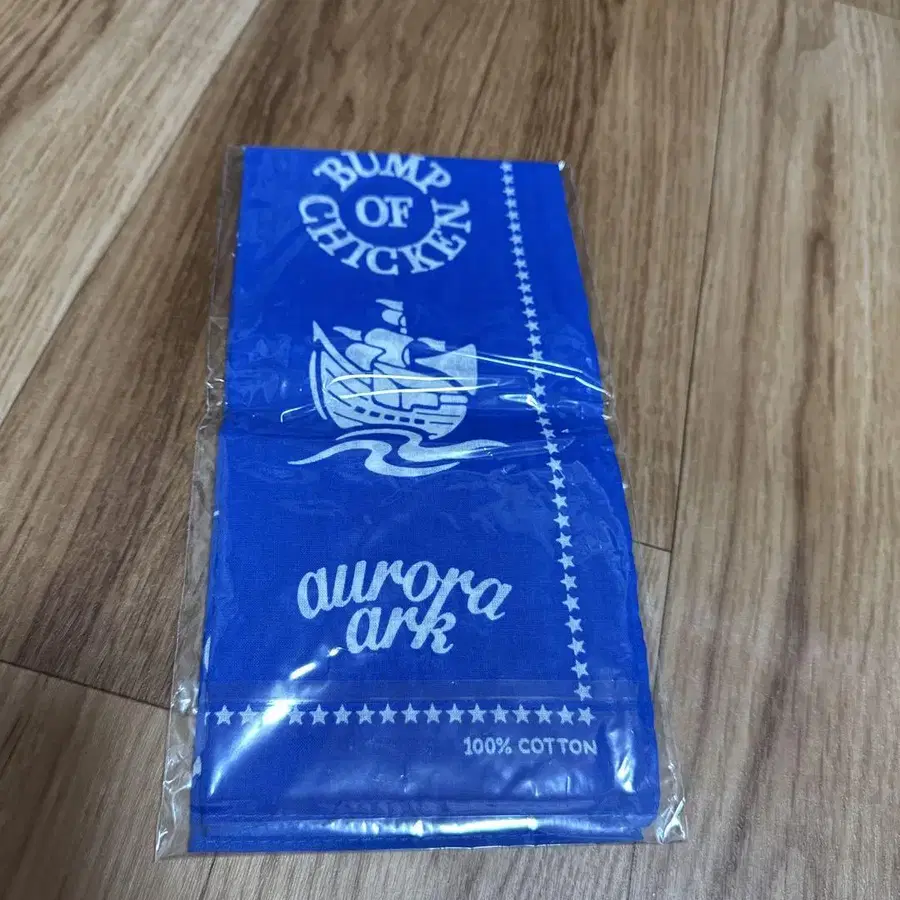 BUMP
OF
CHICKEN
aurora
ark
100% COTTON